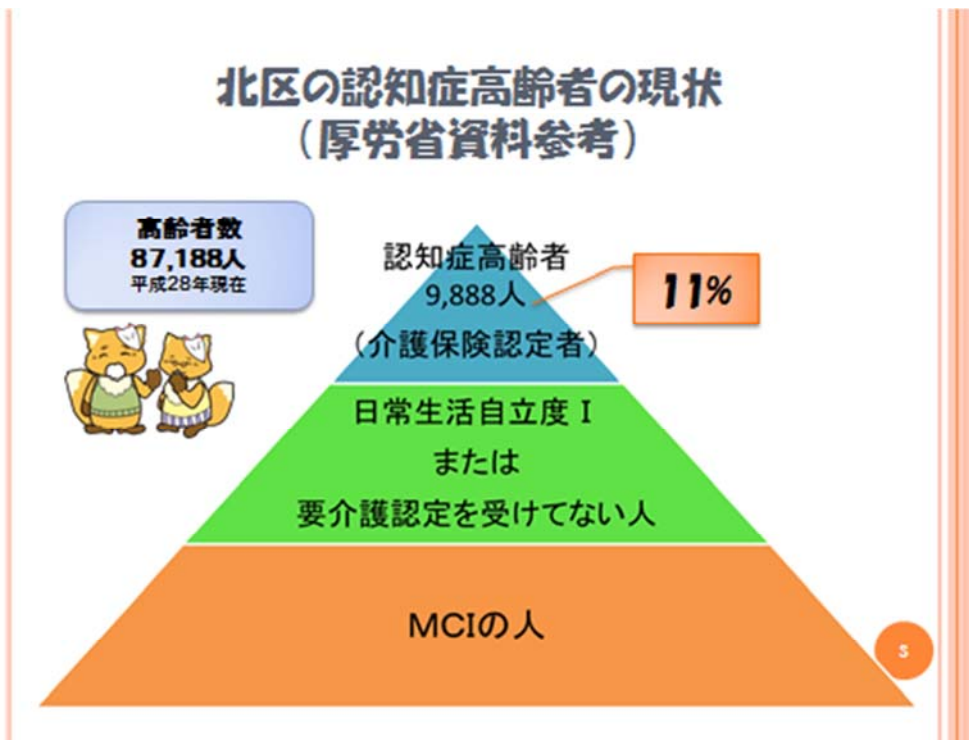 北区の認知症高齢者の現状
（厚労省資料参考）
高齢者数
87,188人
平成28年現在
認知症高齢者
9,888人
（介護保険認定者）
11%
日常生活自立度Ⅰ
または
要介護認定を受けてない人
MCIの人
5